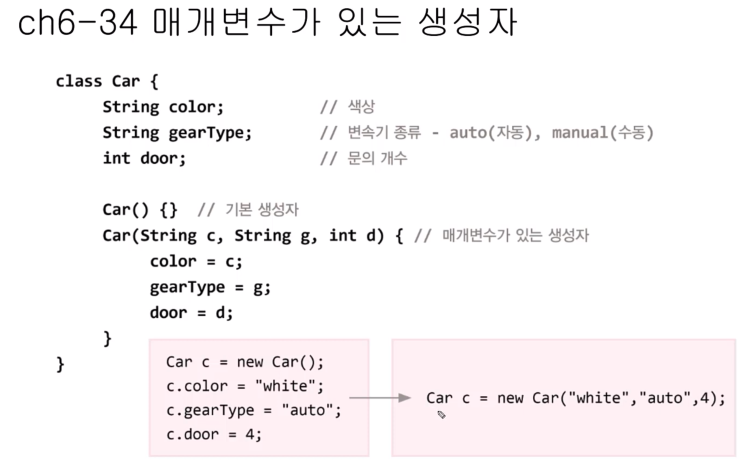 ch6-34 매개변수가 있는 생성자
class Car {
String color; // 색상
String gearType; // 변속기 종류 - auto(자동), manual(수동)
int door; // 문의 개수
Car() {} // 기본 생성자
Car(String c, String g, int d) { // 매개변수가 있는 생성자
color = c;
gearType = g;
door = d;
}
}
Car c = new Car();
c.color = "white";
c.gearType = "auto";
c.door = 4;
Car c = new Car("white","auto",4);